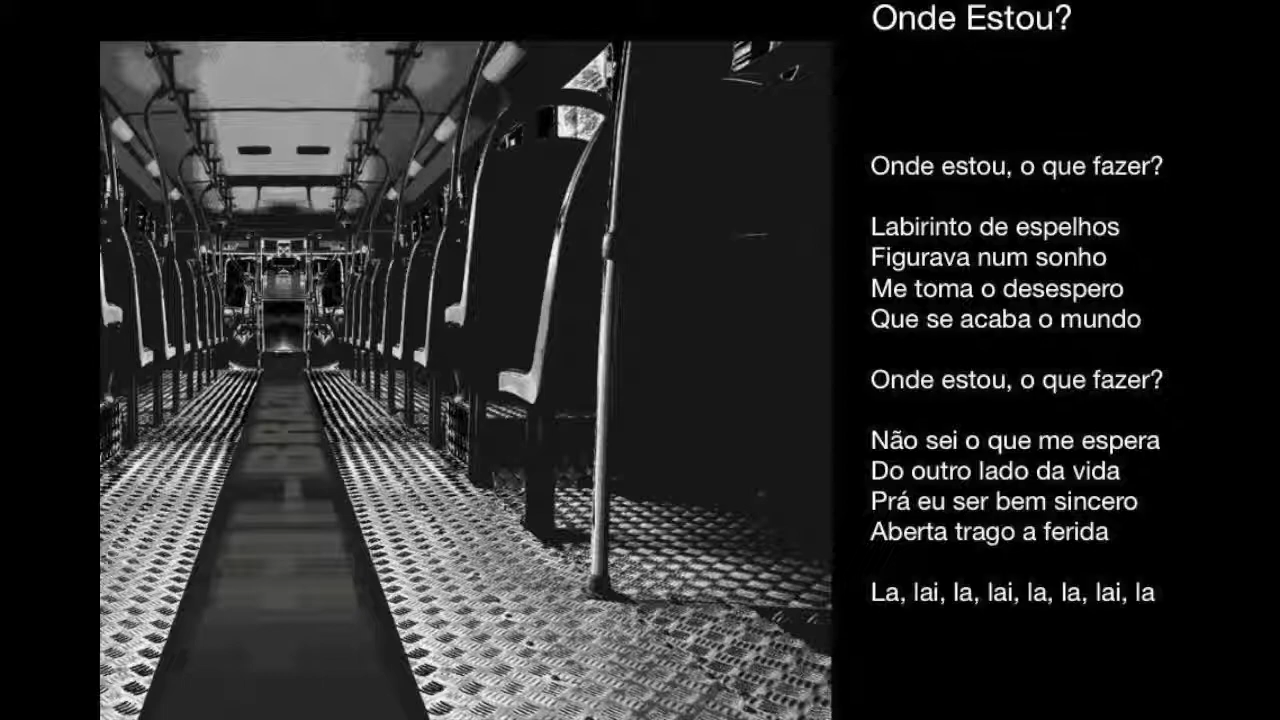 Onde Estou?
Onde estou, o que fazer?
Labirinto de espelhos
Figurava num sonho
Me toma o desespero
Que se acaba o mundo
Onde estou, o que fazer?
Não sei o que me espera
Do outro lado da vida
Prá eu ser bem sincero
Aberta trago a ferida
La, lai, la, lai, la, la, lai, la